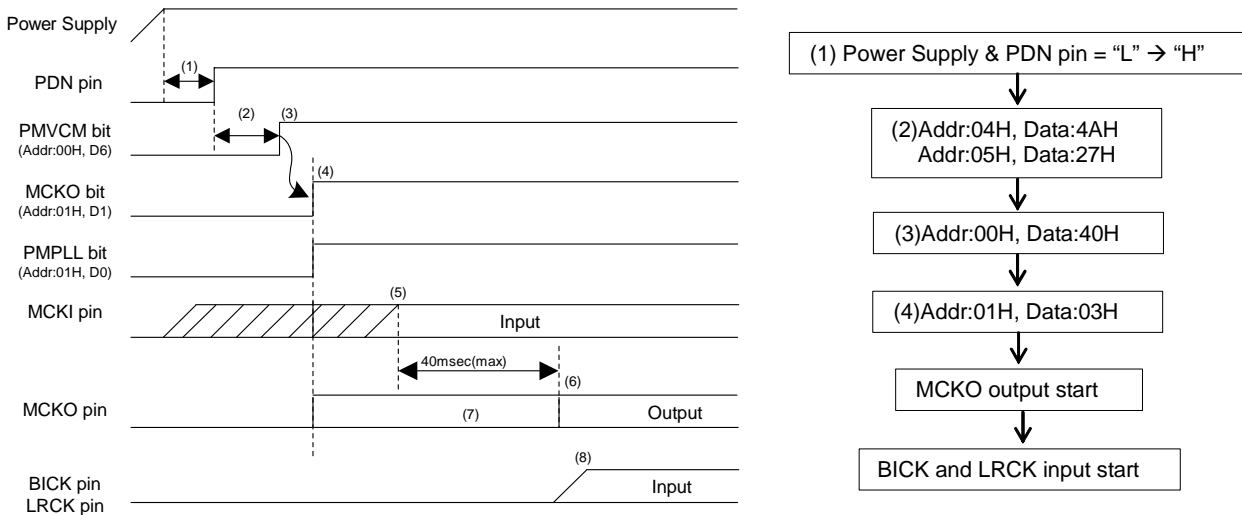 Power Supply
(1)
PDN pin
(2)
(3)
PMVCM bit
(Addr:00H, D6)
(4)
MCKO bit
(Addr:01H, D1)
PMPLL bit
(Addr:01H, D0)
(5)
MCKI pin
Input
40msec(max)
(6)
MCKO pin
(7)
Output
(8)
BICK pin
LRCK pin
Input
(1) Power Supply & PDN pin = “L” → “H”
(2)Addr:04H, Data:4AH
Addr:05H, Data:27H
(3)Addr:00H, Data:40H
(4)Addr:01H, Data:03H
MCKO output start
BICK and LRCK input start